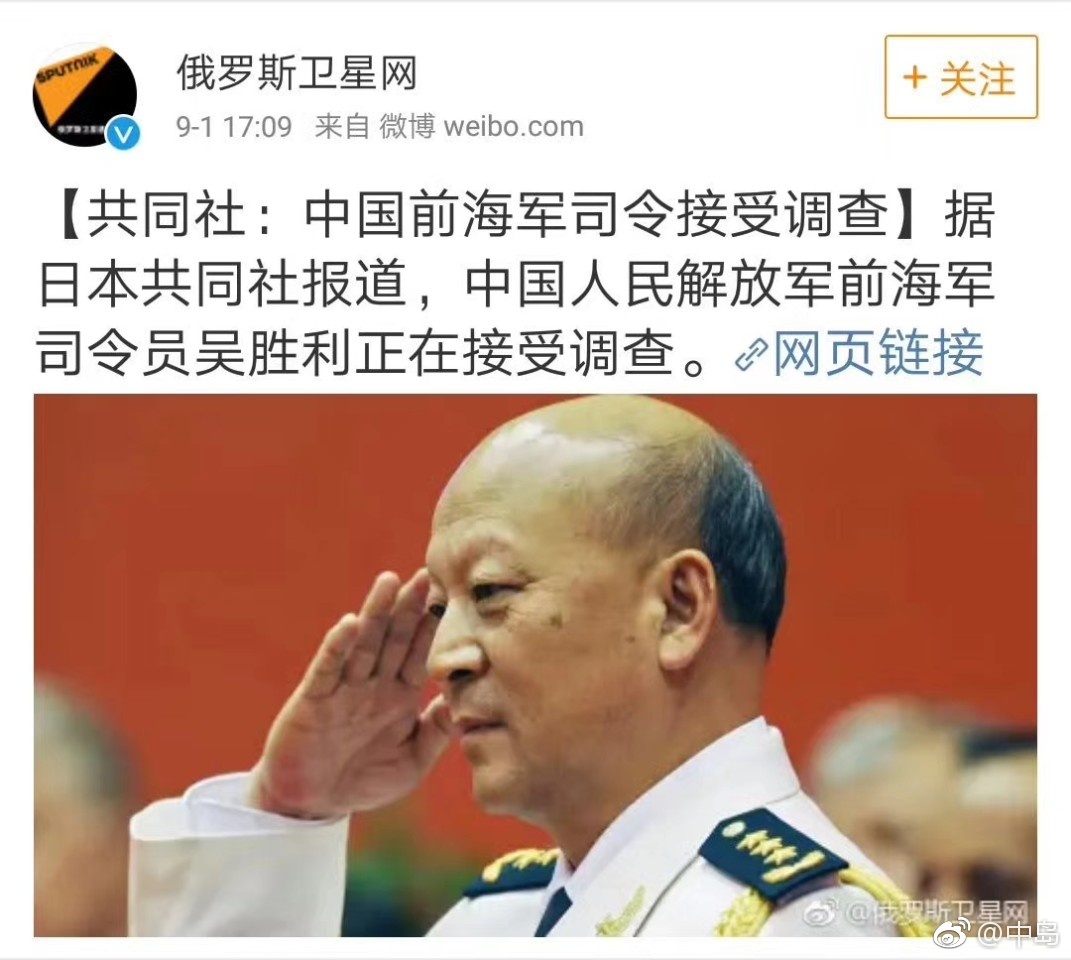 SPUTNIK
俄罗斯卫星网
+ 关注
9-1 17:09 来自 微博 weibo.com
【共同社：中国前海军司令接受调查】据
日本共同社报道，中国人民解放军前海军
司令员吴胜利正在接受调查。网页链接
@俄罗斯卫星网
@中岛